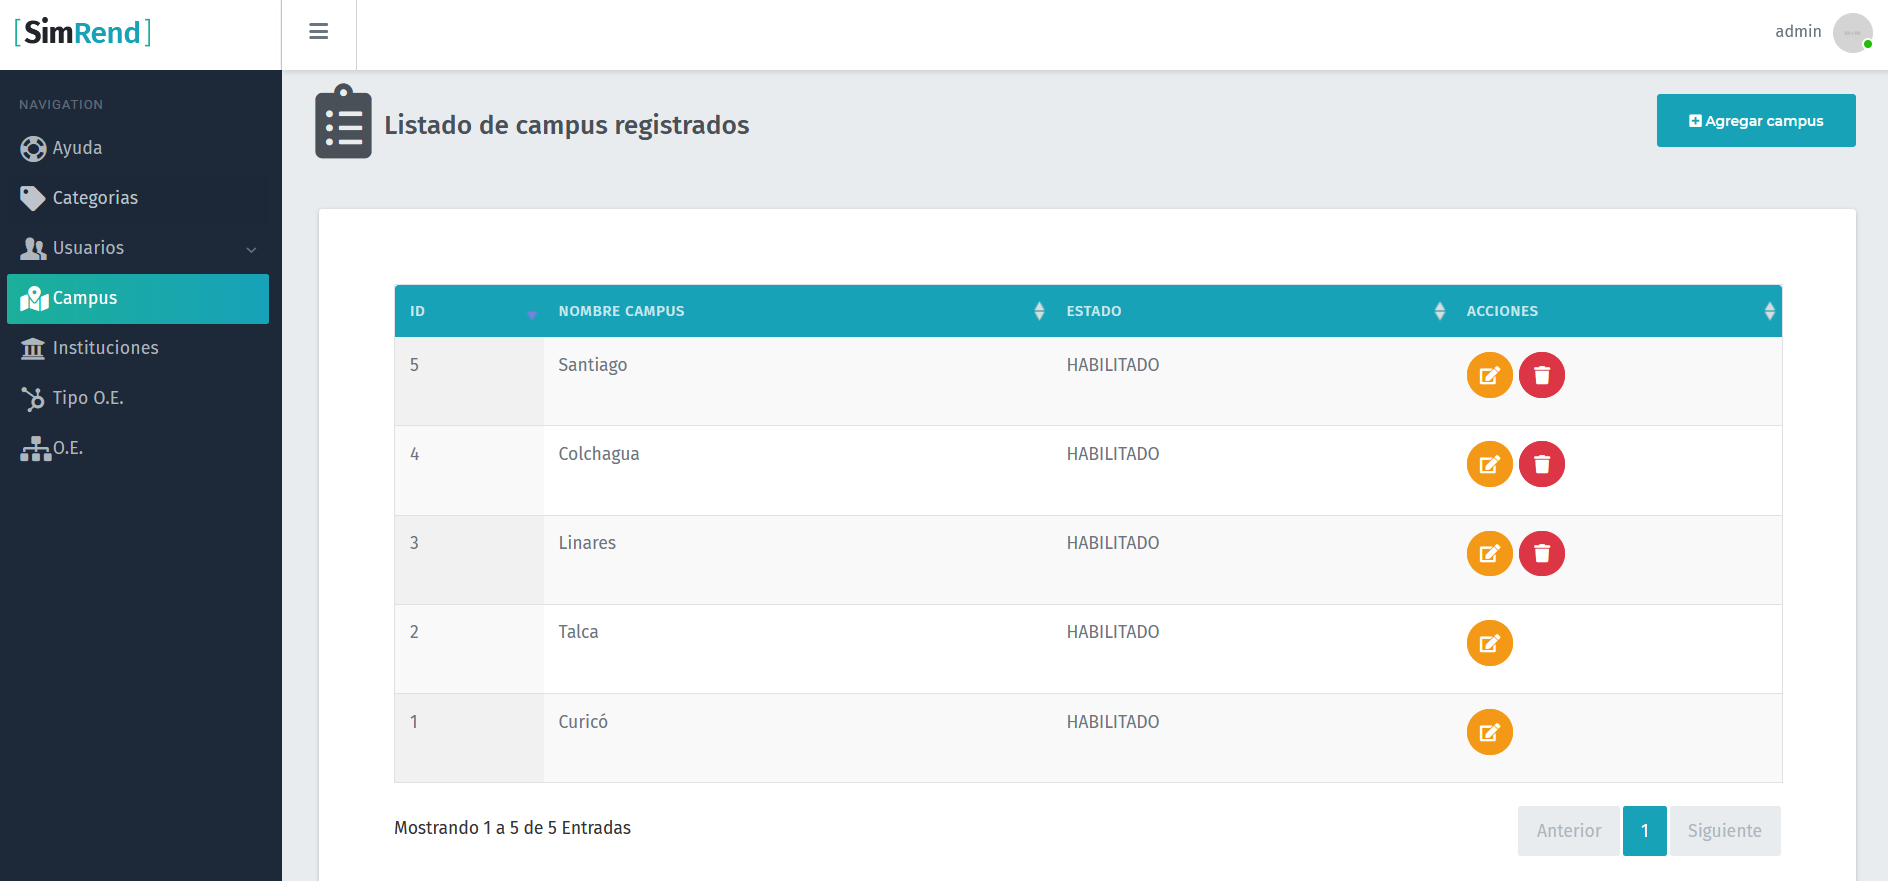 [SimRend]
admin
NAVIGATION
Ayuda
Categorias
Usuarios
Campus
Instituciones
Tipo O.E.
O.E.
Listado de campus registrados
Agregar campus
ID NOMBRE CAMPUS ESTADO ACCIONES
5 Santiago HABILITADO
4 Colchagua HABILITADO
3 Linares HABILITADO
2 Talca HABILITADO
1 Curicó HABILITADO
Mostrando 1 a 5 de 5 Entradas
Anterior 1 Siguiente